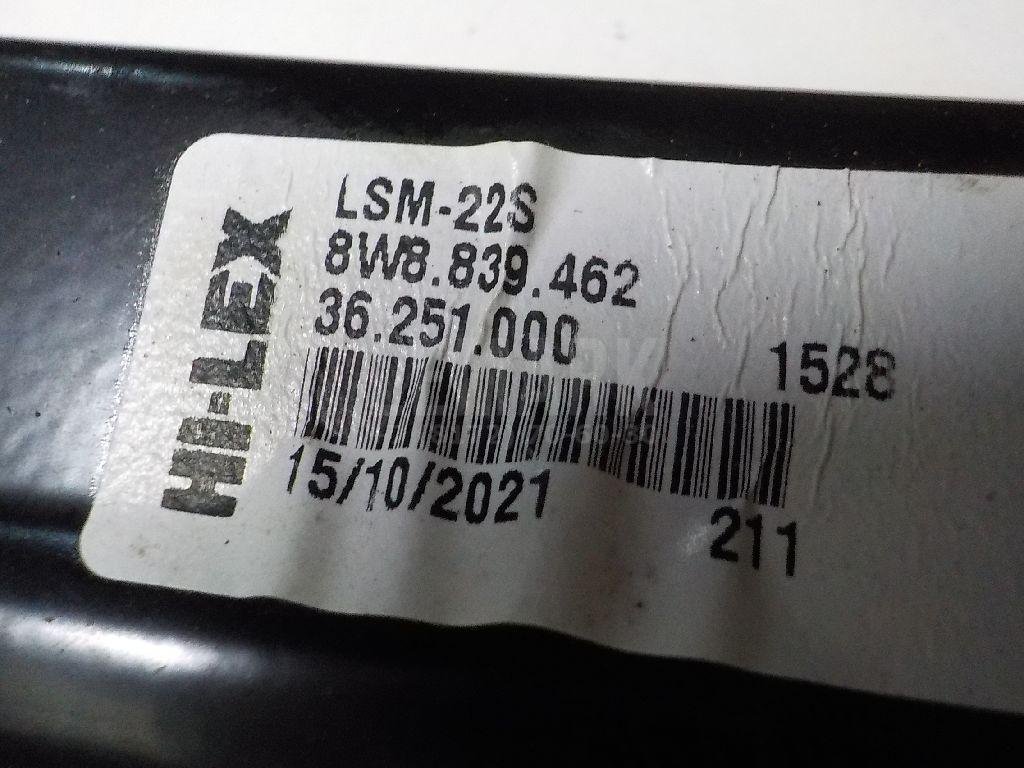 HI-LEX
LSM-22S
8W8.839.462
36.251.000
1528
15/10/2021
211